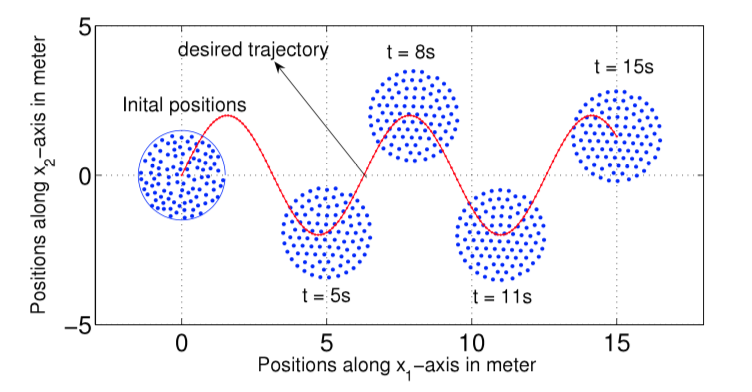 5
desired trajectory
t = 8s
t = 15s
Inital positions
Positions along x2−axis in meter
0
t = 5s
t = 11s
−5
0
5
10
15
Positions along x1−axis in meter